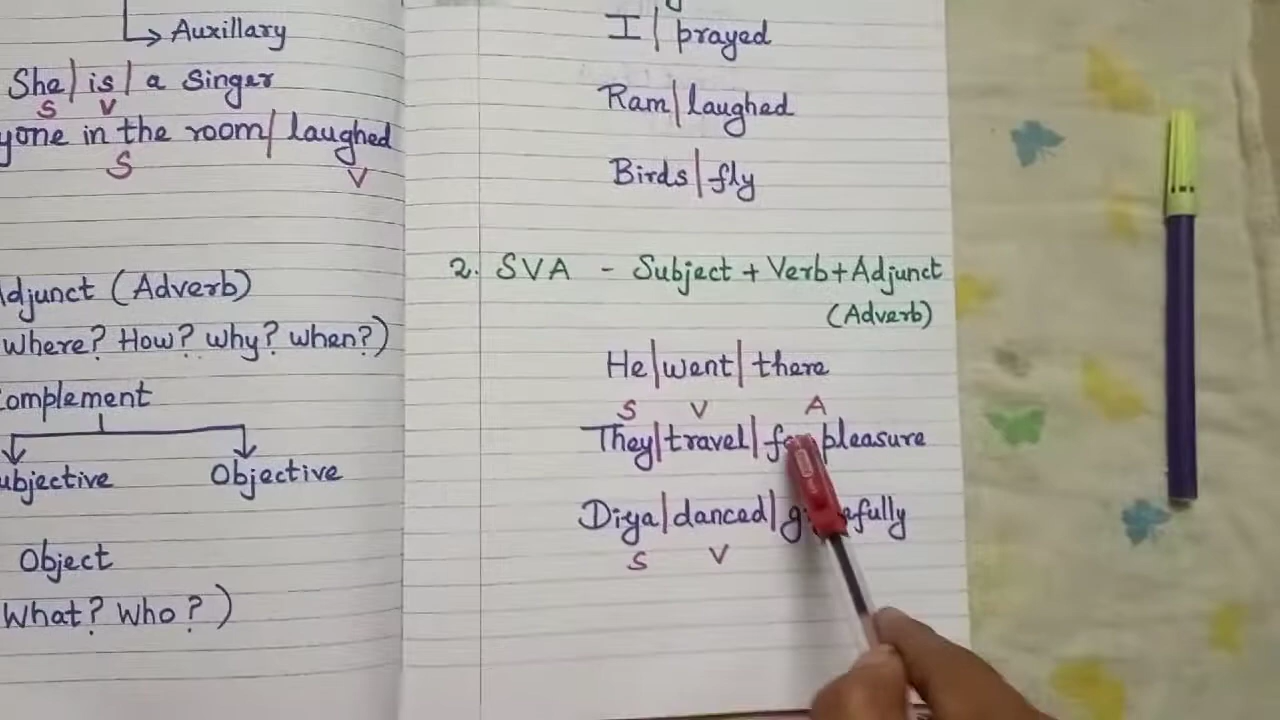 Auxillary
She| is| a singer
S V
yone in the room| laughed
S V
djunct (Adverb)
Where? How? why? when?)
omplement
ubjective Objective
Object
What? Who?)
I| prayed
Ram| laughed
Birds| fly
2. SVA - Subject + Verb + Adjunct
(Adverb)
He| went| there
S V A
They| travel| for pleasure
Diya| danced|
S V